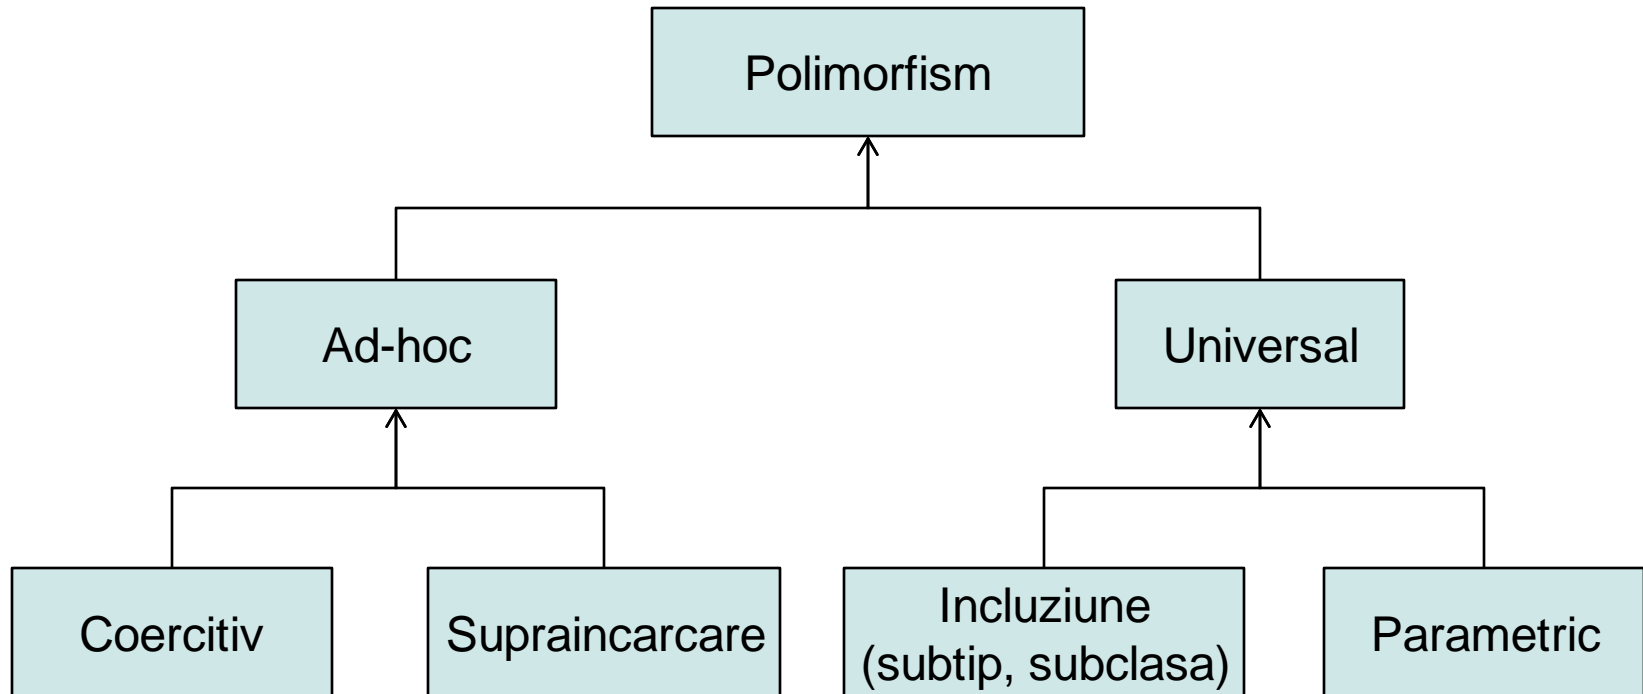 Polimorfism
Ad-hoc
Universal
Coercitiv
Supraincarcare
Incluziune
(subtip, subclasa)
Parametric